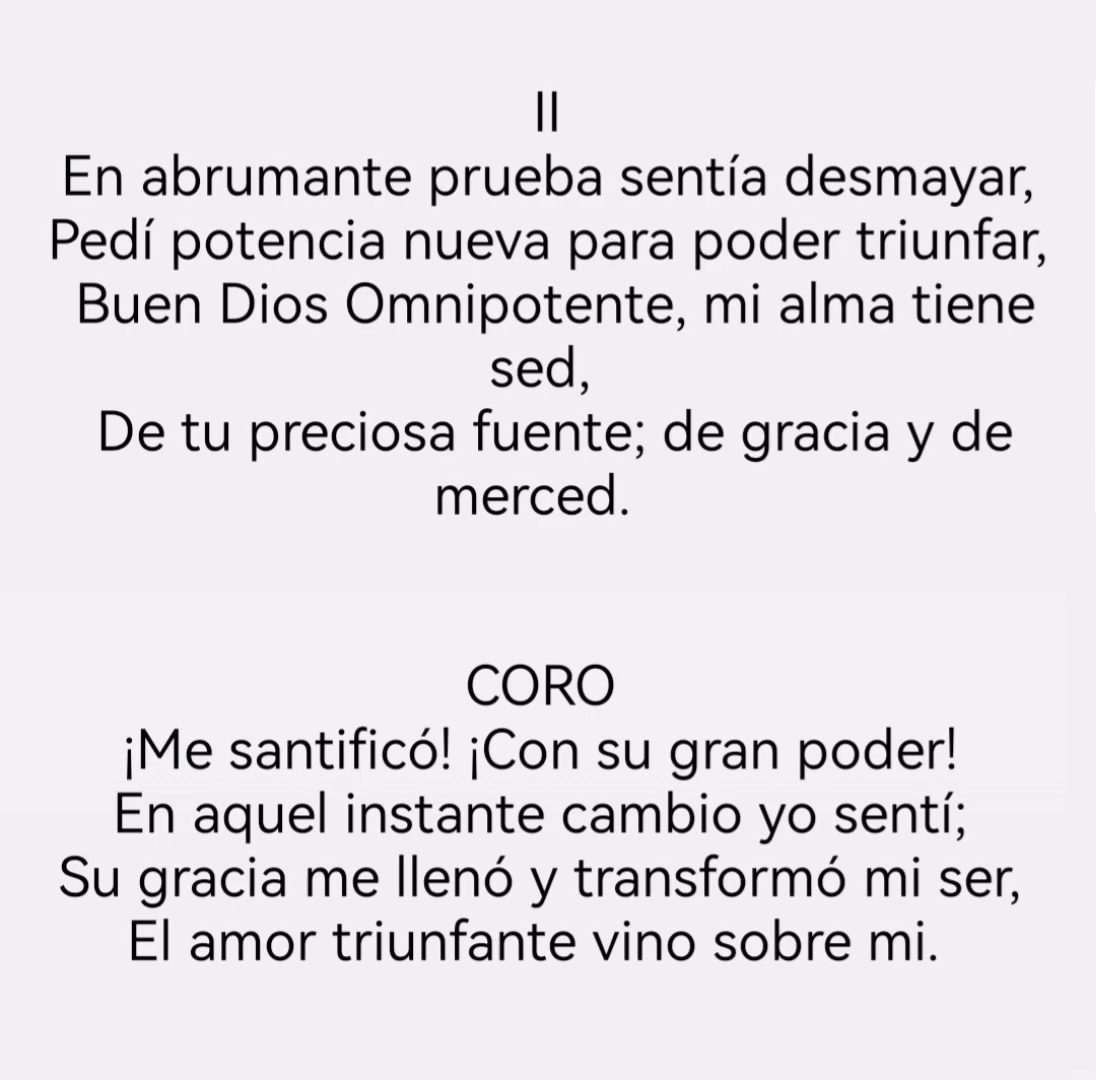 II
En abrumante prueba sentía desmayar,
Pedí potencia nueva para poder triunfar,
Buen Dios Omnipotente, mi alma tiene
sed,
De tu preciosa fuente; de gracia y de
merced.
CORO
¡Me santificó! ¡Con su gran poder!
En aquel instante cambio yo sentí;
Su gracia me llenó y transformó mi ser,
El amor triunfante vino sobre mi.